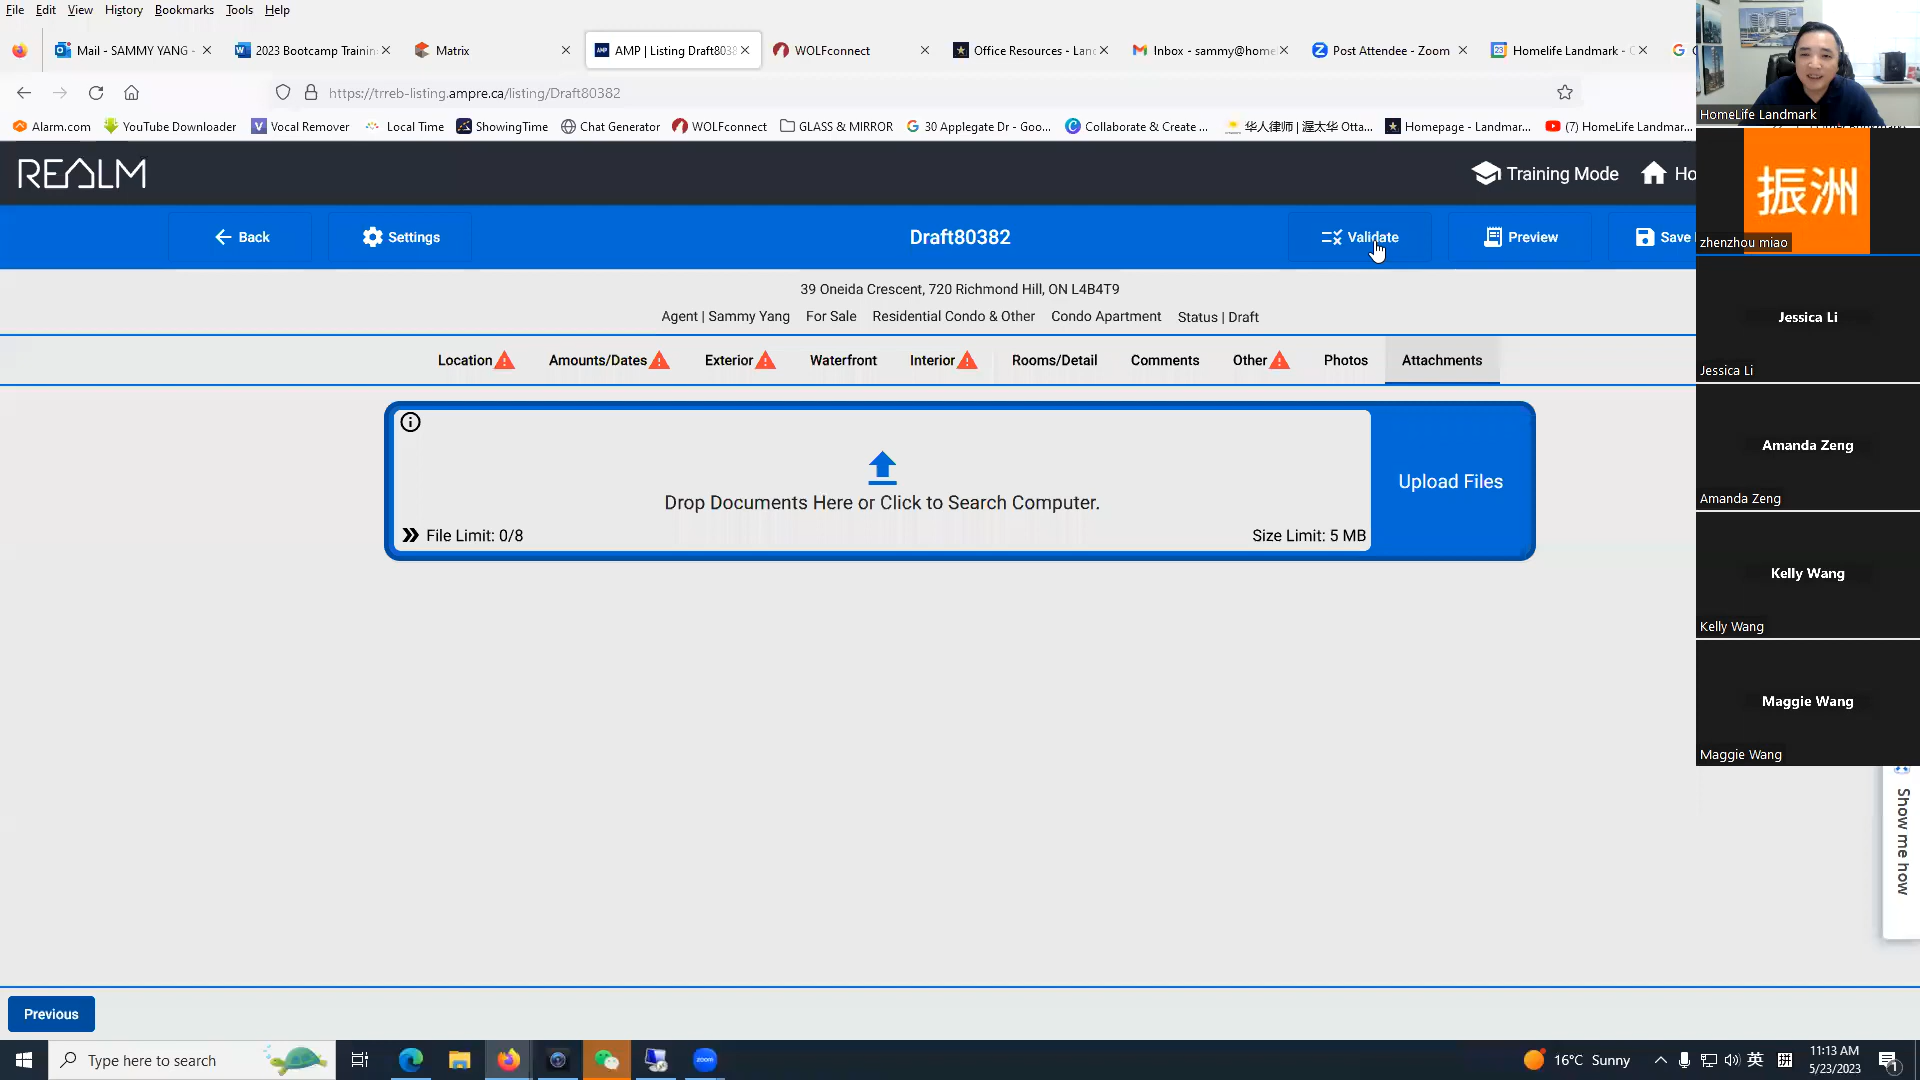 File Edit View History Bookmarks Tools Help
Mail - SAMMY YANG -
2023 Bootcamp Trainin
Matrix
AMP | Listing Draft8038
WOLFconnect
Office Resources - Lan
Inbox - sammy@home
Post Attendee - Zoom
Homelife Landmark -
https://trreb-listing.ampre.ca/listing/Draft80382
Alarm.com YouTube Downloader Vocal Remover Local Time ShowingTime Chat Generator WOLFconnect GLASS & MIRROR 30 Applegate Dr - Goo... Collaborate & Create ... 华人律师 | 渥太华 Otta... Homepage - Landmar... (7) HomeLife Landmar...
REALM
Training Mode
Ho
Back
Settings
Draft80382
Validate
Preview
Save
39 Oneida Crescent, 720 Richmond Hill, ON L4B4T9
Agent | Sammy Yang For Sale Residential Condo & Other Condo Apartment Status | Draft
Location Amounts/Dates Exterior Waterfront Interior Rooms/Detail Comments Other Photos Attachments
Drop Documents Here or Click to Search Computer.
File Limit: 0/8
Size Limit: 5 MB
Upload Files
HomeLife Landmark
振洲
zhenzhou miao
Jessica Li
Jessica Li
Amanda Zeng
Amanda Zeng
Kelly Wang
Kelly Wang
Maggie Wang
Maggie Wang
Show me how
Previous
Type here to search
zoom
16°C Sunny
英
拼
11:13 AM
5/23/2023
1